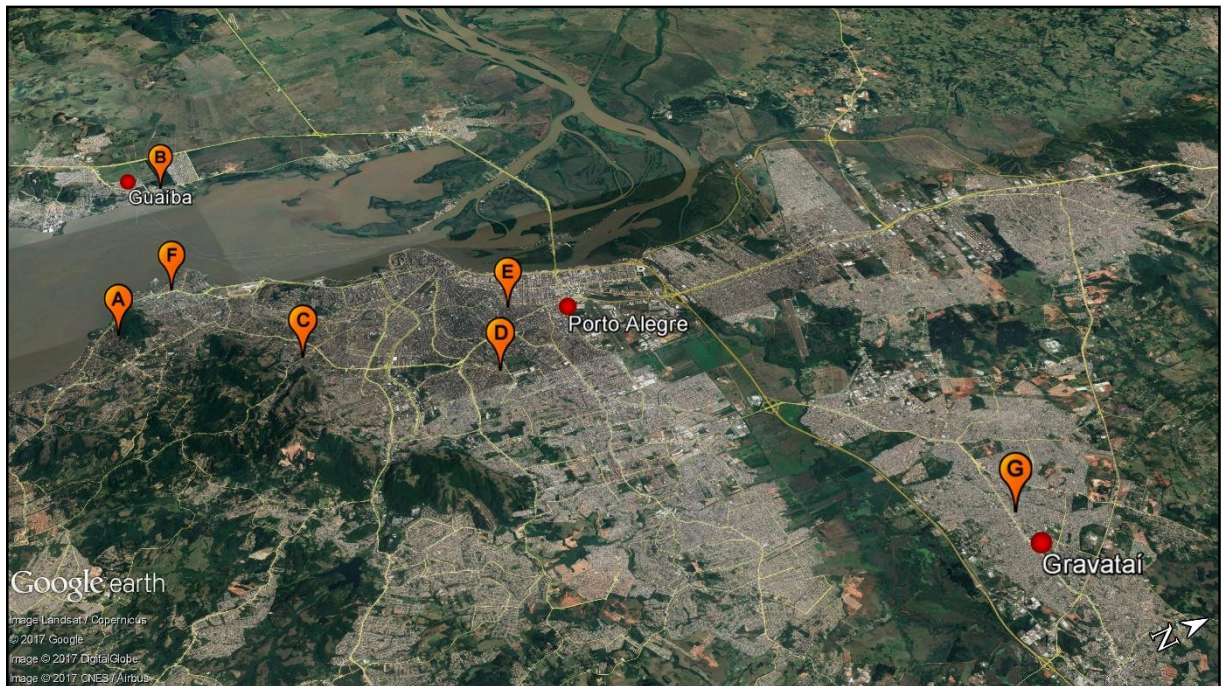 B
Guaíba
F
A
E
C
Porto Alegre
D
G
Gravataí
Google earth
Image Landsat / Copernicus
© 2017 Google
Image © 2017 DigitalGlobe
Image © 2017 CNES / Airbus
N